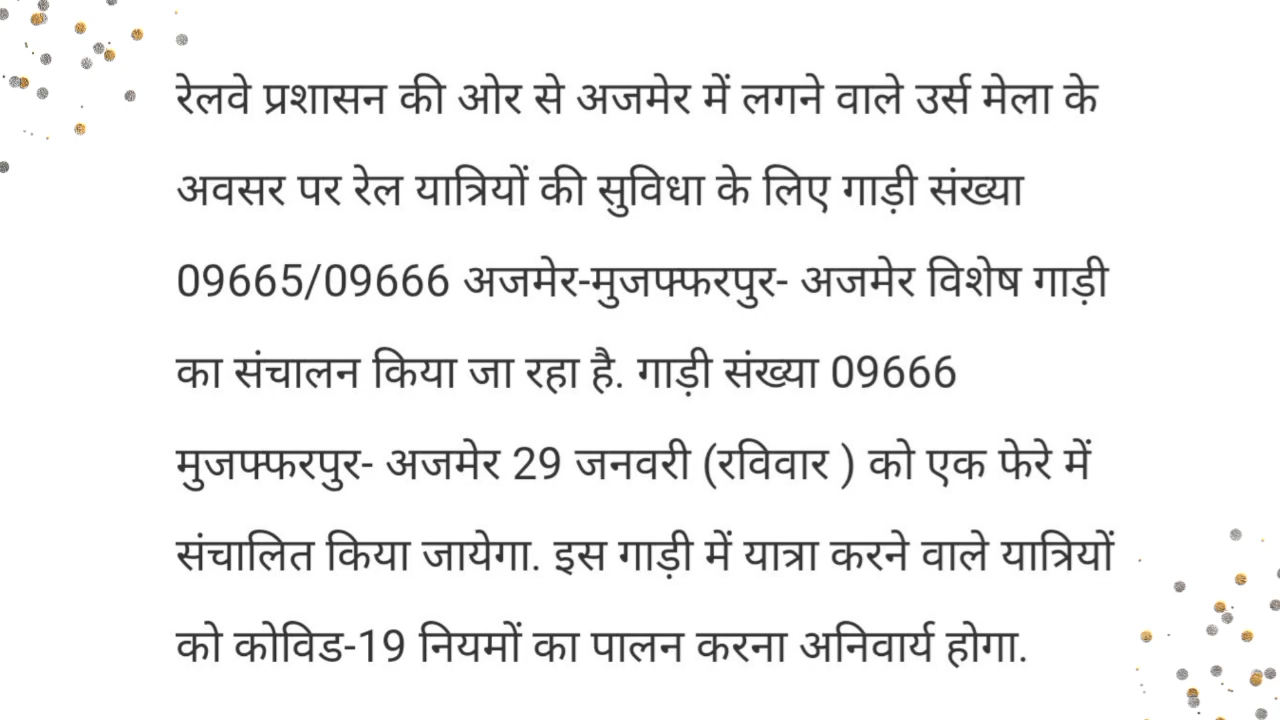 रेलवे प्रशासन की ओर से अजमेर में लगने वाले उर्स मेला के
अवसर पर रेल यात्रियों की सुविधा के लिए गाड़ी संख्या
09665/09666 अजमेर-मुजफ्फरपुर- अजमेर विशेष गाड़ी
का संचालन किया जा रहा है. गाड़ी संख्या 09666
मुजफ्फरपुर- अजमेर 29 जनवरी (रविवार ) को एक फेरे में
संचालित किया जायेगा. इस गाड़ी में यात्रा करने वाले यात्रियों
को कोविड-19 नियमों का पालन करना अनिवार्य होगा.